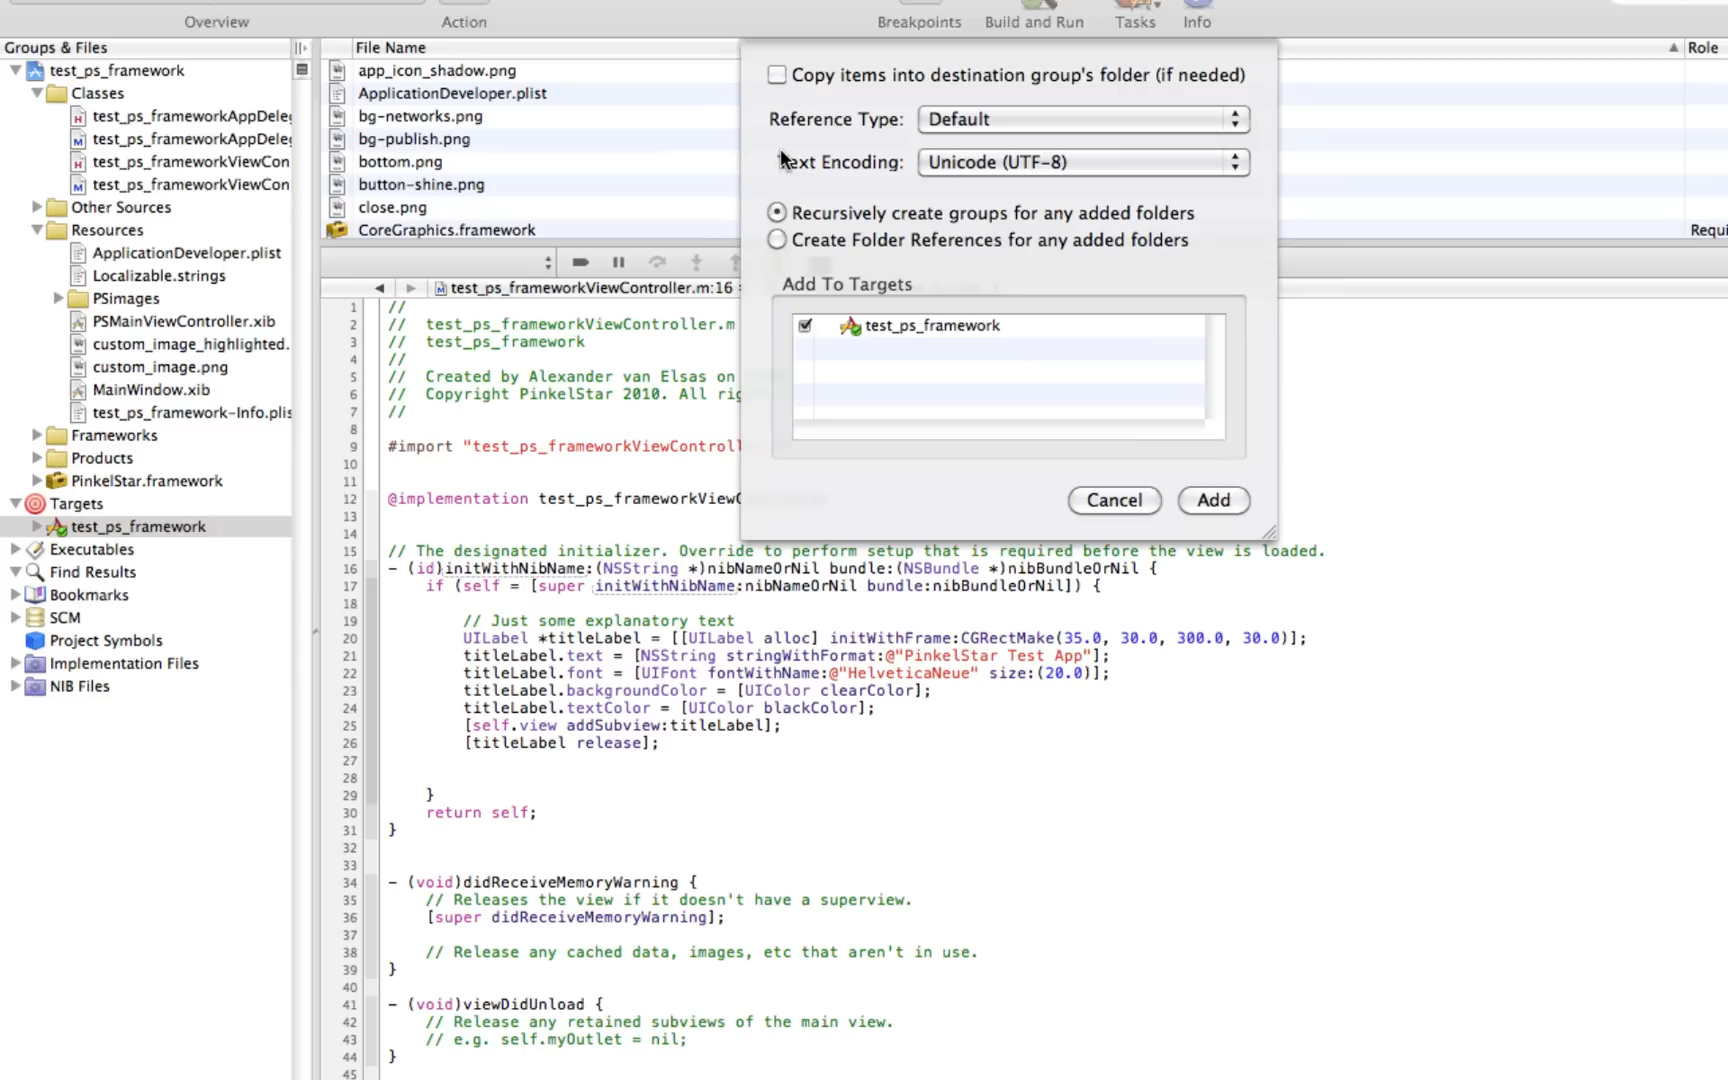 Overview
Action
Breakpoints
Build and Run
Tasks
Info
Groups & Files
test_ps_framework
Classes
test_ps_frameworkAppDele
test_ps_frameworkAppDele
test_ps_frameworkViewCon
test_ps_frameworkViewCon
Other Sources
Resources
ApplicationDeveloper.plist
Localizable.strings
PSimages
PSMainViewController.xib
custom_image_highlighted.
custom_image.png
MainWindow.xib
test_ps_framework-Info.plis
Frameworks
Products
PinkelStar.framework
Targets
test_ps_framework
Executables
Find Results
Bookmarks
SCM
Project Symbols
Implementation Files
NIB Files
File Name
Role
app_icon_shadow.png
ApplicationDeveloper.plist
bg-networks.png
bg-publish.png
bottom.png
button-shine.png
close.png
CoreGraphics.framework
Requi
Copy items into destination group's folder (if needed)
Reference Type: Default
ext Encoding: Unicode (UTF-8)
Recursively create groups for any added folders
Create Folder References for any added folders
Add To Targets
test_ps_framework
Cancel
Add
test_ps_frameworkViewController.m:16
1 //
2 // test_ps_frameworkViewController.m
3 // test_ps_framework
4 //
5 // Created by Alexander van Elsas on
6 // Copyright PinkelStar 2010. All rig
7 //
8
9 #import "test_ps_frameworkViewControll
10
11
12 @implementation test_ps_frameworkViewC
13
14
15 // The designated initializer. Override to perform setup that is required before the view is loaded.
16 - (id)initWithNibName:(NSString *)nibNameOrNil bundle:(NSBundle *)nibBundleOrNil {
17 if (self = [super initWithNibName:nibNameOrNil bundle:nibBundleOrNil]) {
18
19 // Just some explanatory text
20 UILabel *titleLabel = [[UILabel alloc] initWithFrame:CGRectMake(35.0, 30.0, 300.0, 30.0)];
21 titleLabel.text = [NSString stringWithFormat:@"PinkelStar Test App"];
22 titleLabel.font = [UIFont fontWithName:@"HelveticaNeue" size:(20.0)];
23 titleLabel.backgroundColor = [UIColor clearColor];
24 titleLabel.textColor = [UIColor blackColor];
25 [self.view addSubview:titleLabel];
26 [titleLabel release];
27
28
29 }
30 return self;
31 }
32
33
34 - (void)didReceiveMemoryWarning {
35 // Releases the view if it doesn't have a superview.
36 [super didReceiveMemoryWarning];
37
38 // Release any cached data, images, etc that aren't in use.
39 }
40
41 - (void)viewDidUnload {
42 // Release any retained subviews of the main view.
43 // e.g. self.myOutlet = nil;
44 }
45